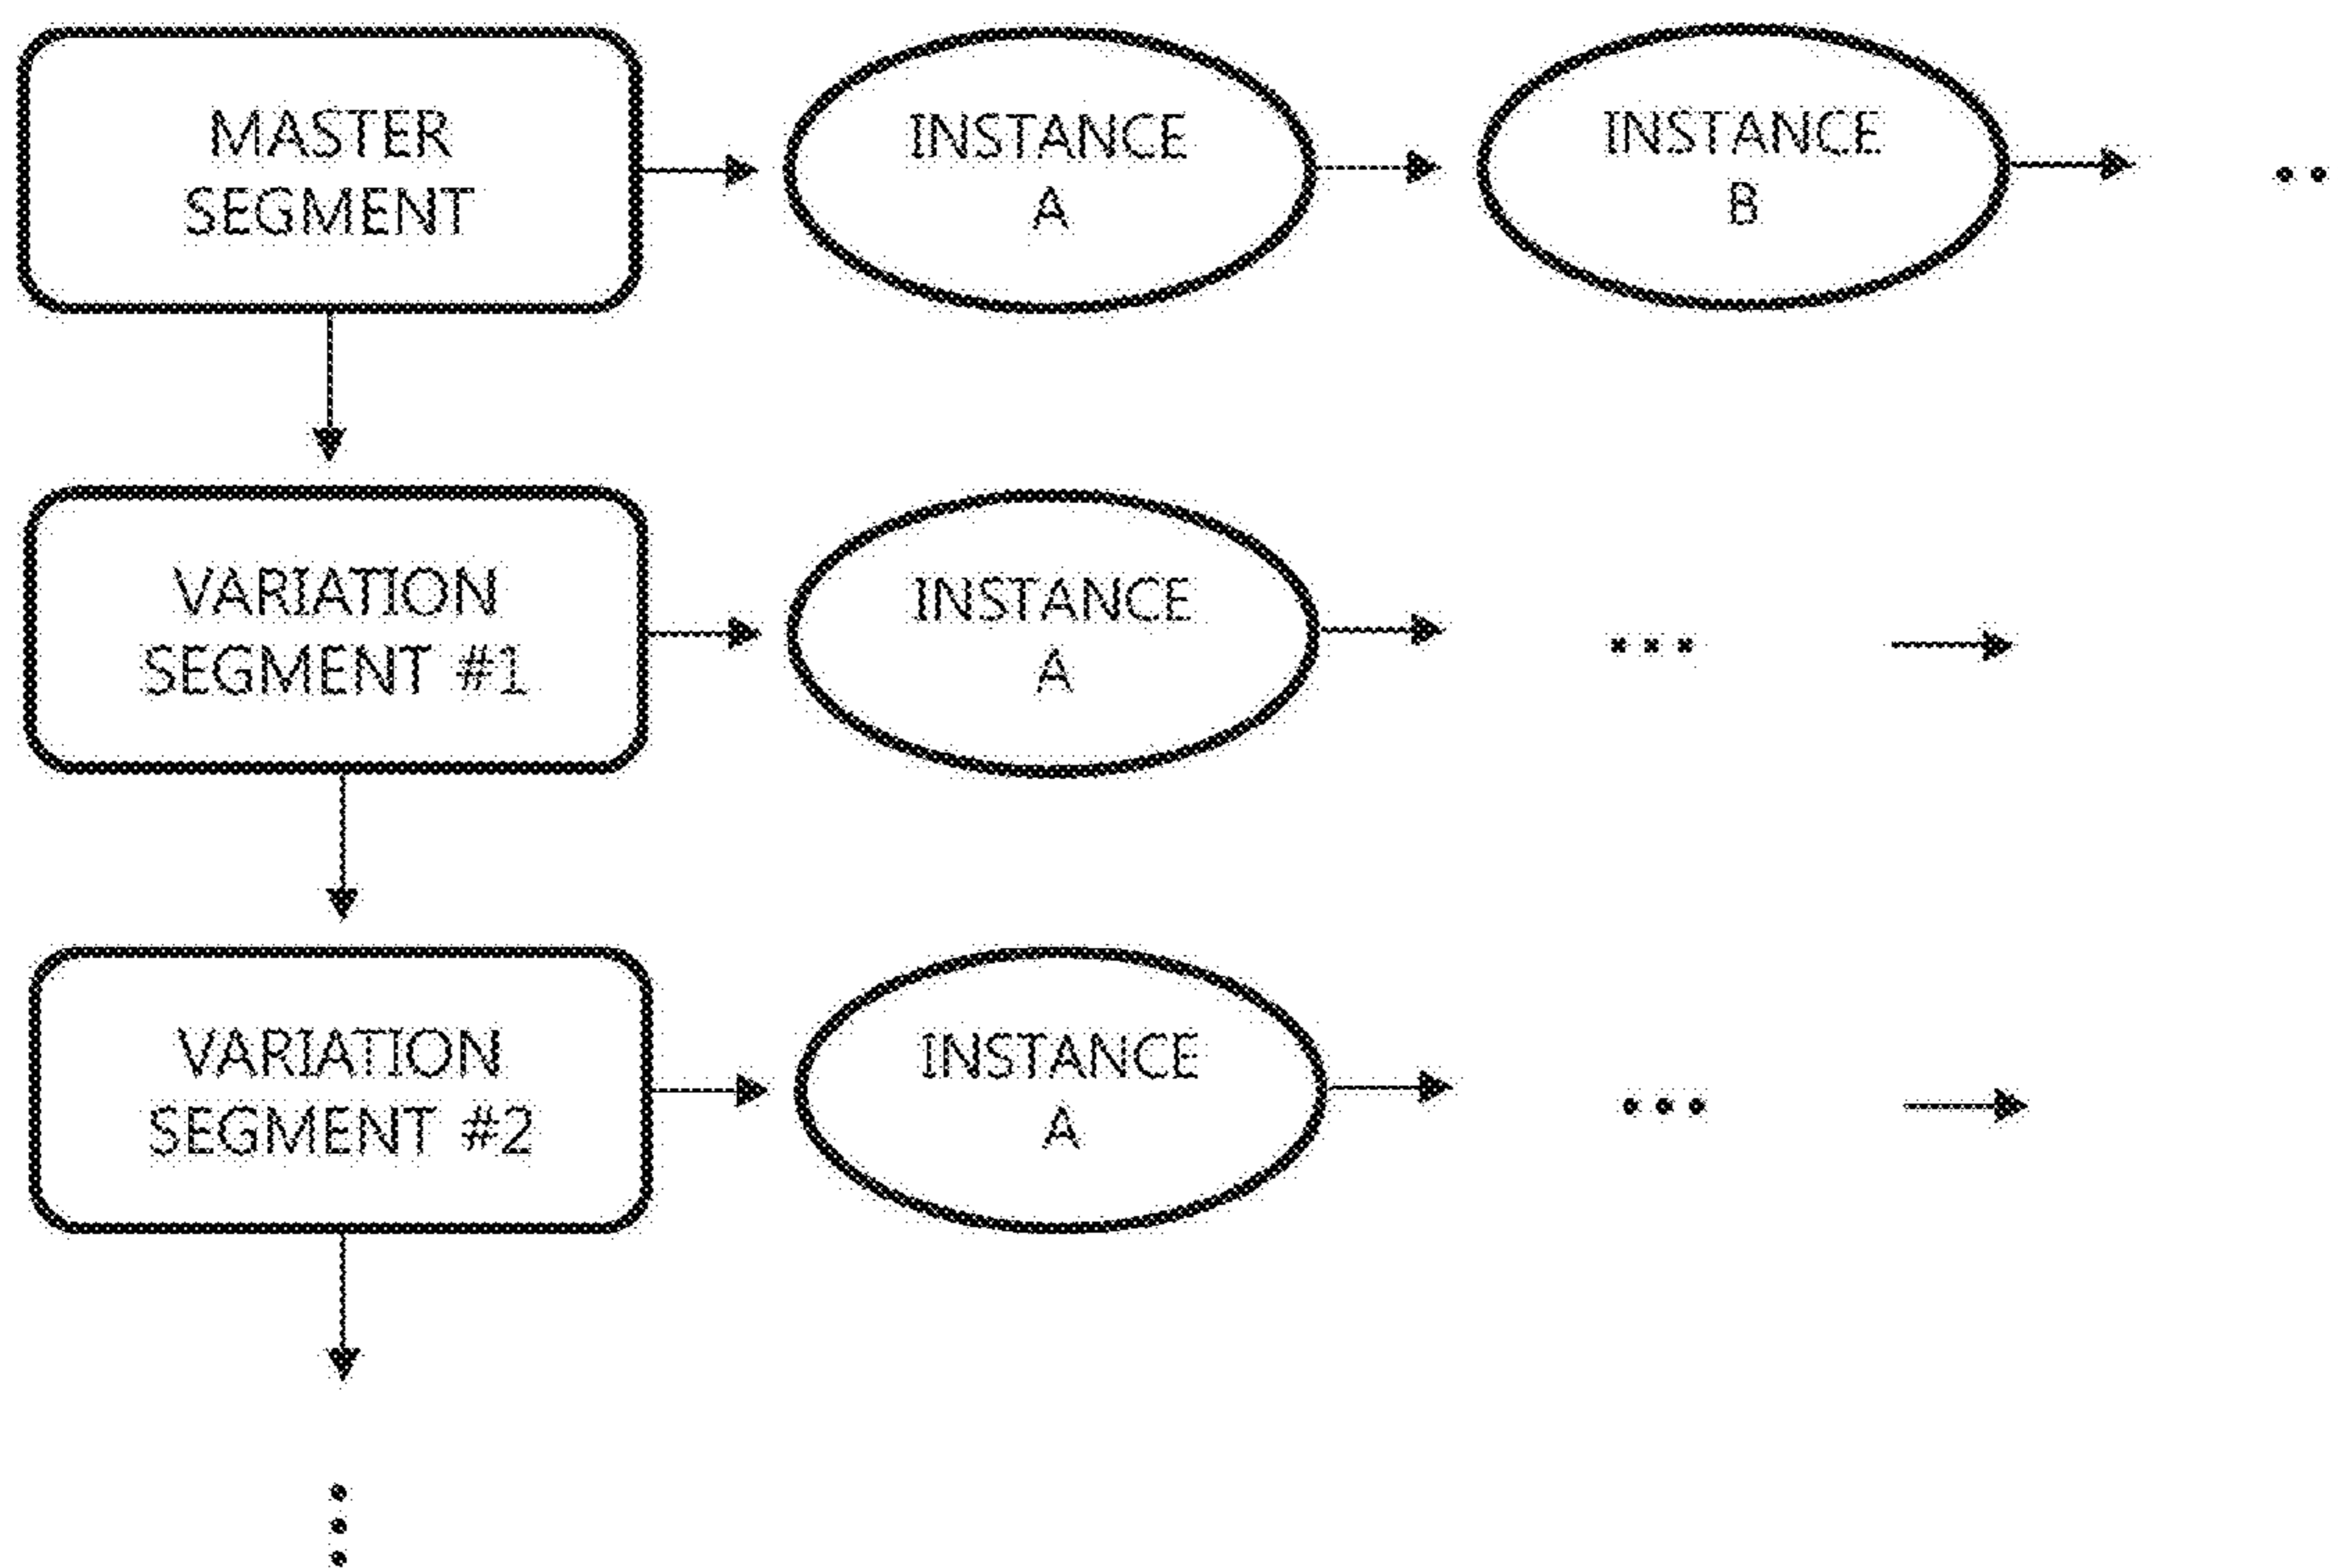 MASTER
SEGMENT
INSTANCE
A
INSTANCE
B
..
VARIATION
SEGMENT #1
INSTANCE
A
...
VARIATION
SEGMENT #2
INSTANCE
A
...